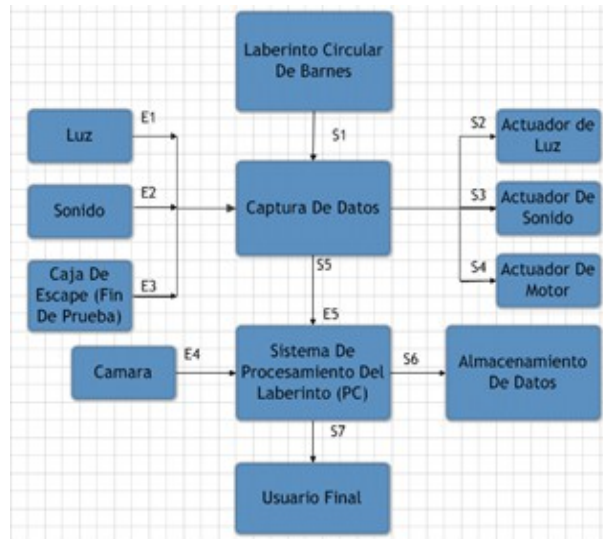 Laberinto Circular
De Barnes
E1
S1
S2
Luz
Actuador de
Luz
E2
S3
Sonido
Captura De Datos
Actuador De
Sonido
E3
S4
Caja De
Escape (Fin
De Prueba)
Actuador De
Motor
S5
E5
E4
S6
Camara
Sistema De
Procesamiento Del
Laberinto (PC)
Almacenamiento
De Datos
S7
Usuario Final